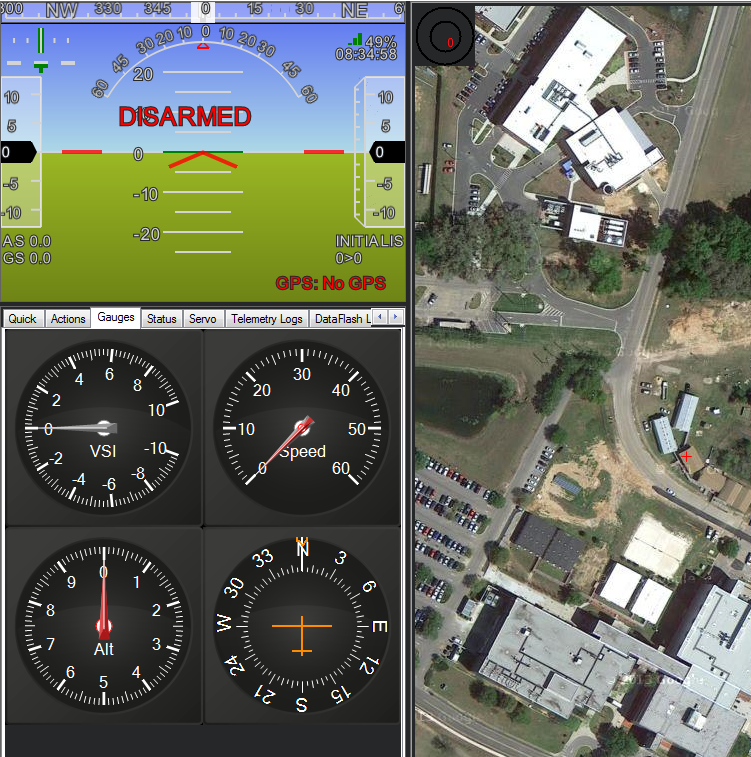 300 NW 345 0 15 NE 60
60 45 30 20 10 0 10 20 30 45 60
49%
08:34:58
20
DISARMED
10 10
5 5
0 0 0
-5 -5
-10 -10 -10
-20
AS 0.0 INITIALIS
GS 0.0 0>0
GPS: No GPS
0
Quick Actions Gauges Status Servo Telemetry Logs DataFlash L
0 2 4 6 8 10
-2 -4 -6 -8 -10
VSI
0 10 20 30 40 50 60
Speed
0 1 2 3 4 5 6 7 8 9
Alt
N 3 6 E 12 15 S 21 24 W 30 33
Google